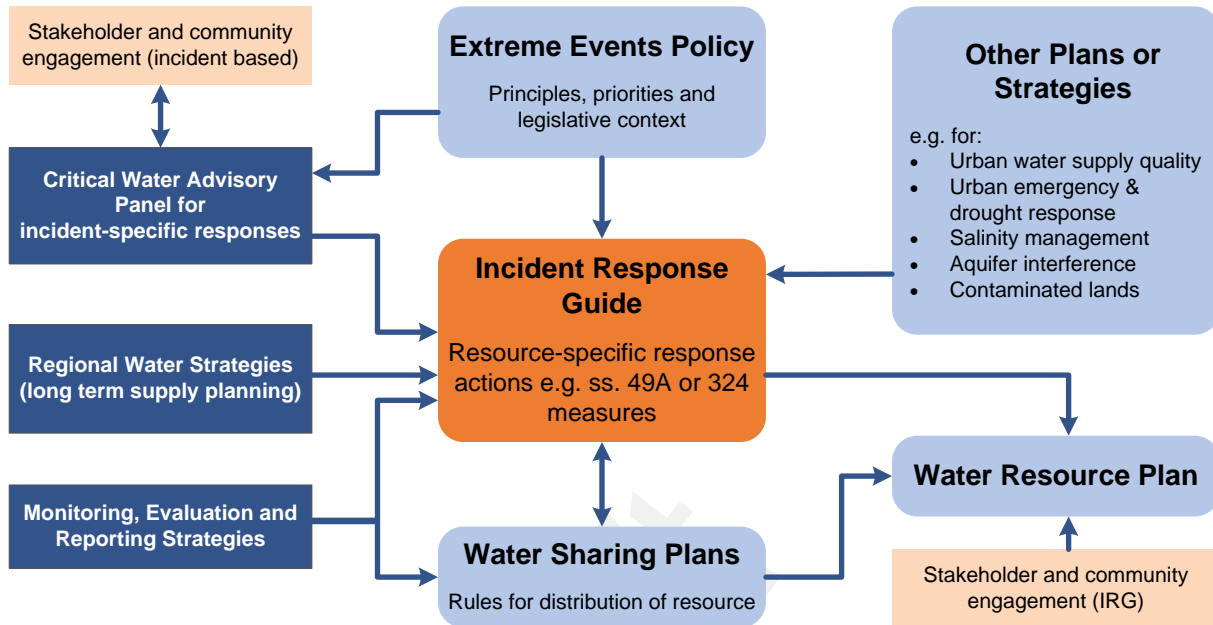 Stakeholder and community
engagement (incident based)
Extreme Events Policy
Principles, priorities and
legislative context
Other Plans or
Strategies
e.g. for:
• Urban water supply quality
• Urban emergency &
drought response
• Salinity management
• Aquifer interference
• Contaminated lands
Critical Water Advisory
Panel for
incident-specific responses
Incident Response
Guide
Resource-specific response
actions e.g. ss. 49A or 324
measures
Regional Water Strategies
(long term supply planning)
Monitoring, Evaluation and
Reporting Strategies
Water Sharing Plans
Rules for distribution of resource
Water Resource Plan
Stakeholder and community
engagement (IRG)